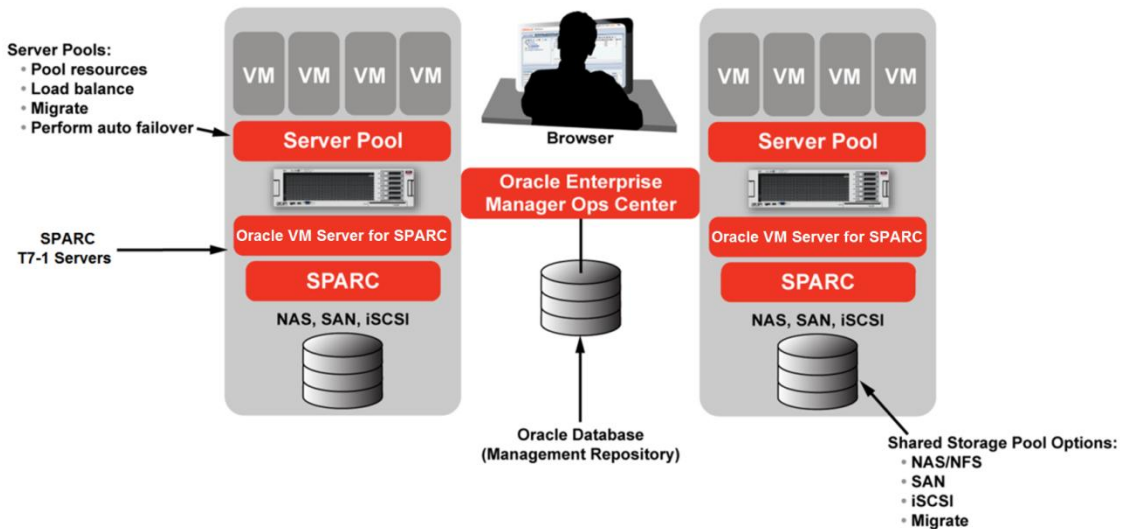 Server Pools:
• Pool resources
• Load balance
• Migrate
• Perform auto failover
SPARC
T7-1 Servers
VM VM VM VM
Server Pool
Oracle VM Server for SPARC
SPARC
NAS, SAN, iSCSI
Browser
Oracle Enterprise
Manager Ops Center
Oracle Database
(Management Repository)
VM VM VM VM
Server Pool
Oracle VM Server for SPARC
SPARC
NAS, SAN, iSCSI
Shared Storage Pool Options:
• NAS/NFS
• SAN
• iSCSI
• Migrate